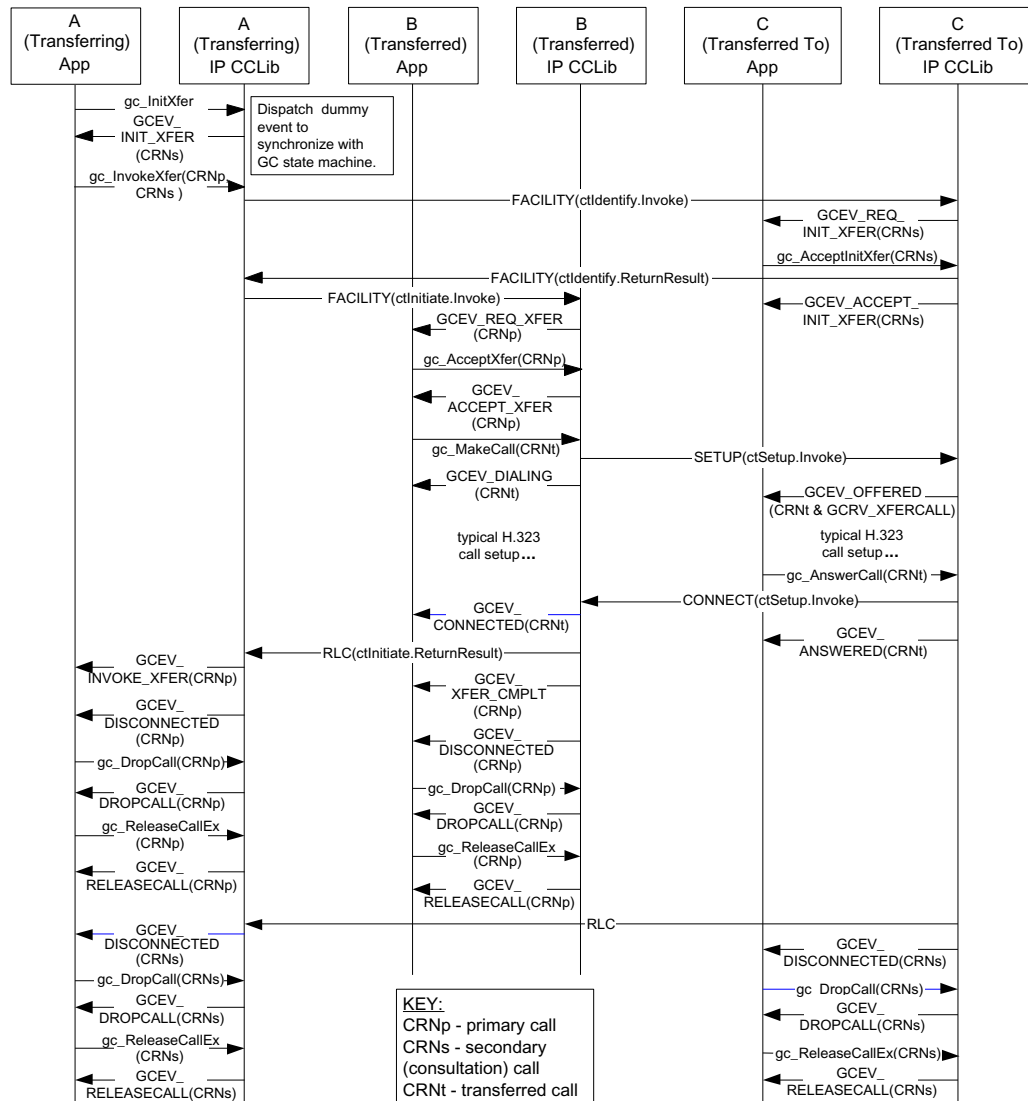 A
(Transferring)
App
A
(Transferring)
IP CCLib
B
(Transferred)
App
B
(Transferred)
IP CCLib
C
(Transferred To)
App
C
(Transferred To)
IP CCLib
gc_InitXfer
GCEV_
INIT_XFER
(CRNs)
Dispatch dummy
event to
synchronize with
GC state machine.
gc_InvokeXfer(CRNp,
CRNs )
FACILITY(ctIdentify.Invoke)
GCEV_REQ_
INIT_XFER(CRNs)
gc_AcceptInitXfer(CRNs)
FACILITY(ctIdentify.ReturnResult)
FACILITY(ctInitiate.Invoke)
GCEV_ACCEPT_
INIT_XFER(CRNs)
GCEV_REQ_XFER
(CRNp)
gc_AcceptXfer(CRNp)
GCEV_
ACCEPT_XFER
(CRNp)
gc_MakeCall(CRNt)
SETUP(ctSetup.Invoke)
GCEV_DIALING
(CRNt)
GCEV_OFFERED
(CRNt & GCRV_XFERCALL)
typical H.323
call setup...
typical H.323
call setup...
gc_AnswerCall(CRNt)
CONNECT(ctSetup.Invoke)
GCEV_
CONNECTED(CRNt)
GCEV_
ANSWERED(CRNt)
RLC(ctInitiate.ReturnResult)
GCEV_
INVOKE_XFER(CRNp)
GCEV_
XFER_CMPLT
(CRNp)
GCEV_
DISCONNECTED
(CRNp)
GCEV_
DISCONNECTED
(CRNp)
gc_DropCall(CRNp)
gc_DropCall(CRNp)
GCEV_
DROPCALL(CRNp)
GCEV_
DROPCALL(CRNp)
gc_ReleaseCallEx
(CRNp)
gc_ReleaseCallEx
(CRNp)
GCEV_
RELEASECALL(CRNp)
GCEV_
RELEASECALL(CRNp)
RLC
GCEV_
DISCONNECTED
(CRNs)
GCEV_
DISCONNECTED(CRNs)
gc_DropCall(CRNs)
gc_DropCall(CRNs)
GCEV_
DROPCALL(CRNs)
GCEV_
DROPCALL(CRNs)
gc_ReleaseCallEx
(CRNs)
gc_ReleaseCallEx(CRNs)
GCEV_
RELEASECALL(CRNs)
GCEV_
RELEASECALL(CRNs)
KEY:
CRNp - primary call
CRNs - secondary
(consultation) call
CRNt - transferred call